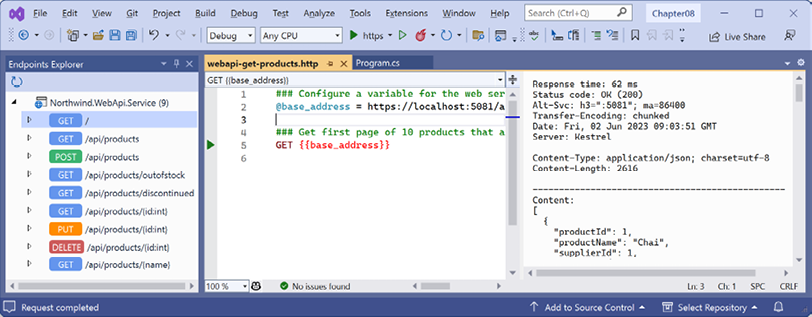 File Edit View Git Project Build Debug Test Analyze Tools Extensions Window Help Search (Ctrl+Q) Chapter08
Debug Any CPU https Live Share
Endpoints Explorer
Northwind.WebApi.Service (9)
GET /
GET /api/products
POST /api/products
GET /api/products/outofstock
GET /api/products/discontinued
GET /api/products/{id:int}
PUT /api/products/{id:int}
DELETE /api/products/{id:int}
GET /api/products/{name}
webapi-get-products.http Program.cs
GET {{base_address}}
1 ### Configure a variable for the web ser
2 @base_address = https://localhost:5081/a
3
4 ### Get first page of 10 products that a
5 GET {{base_address}}
6
Response time: 62 ms
Status code: OK (200)
Alt-Svc: h3=":5081"; ma=86400
Transfer-Encoding: chunked
Date: Fri, 02 Jun 2023 09:03:51 GMT
Server: Kestrel
Content-Type: application/json; charset=utf-8
Content-Length: 2616
------------------------------------------------
Content:
[
{
"productId": 1,
"productName": "Chai",
"supplierId": 1,
100 % No issues found Ln: 3 Ch: 1 SPC CRLF
Request completed Add to Source Control Select Repository